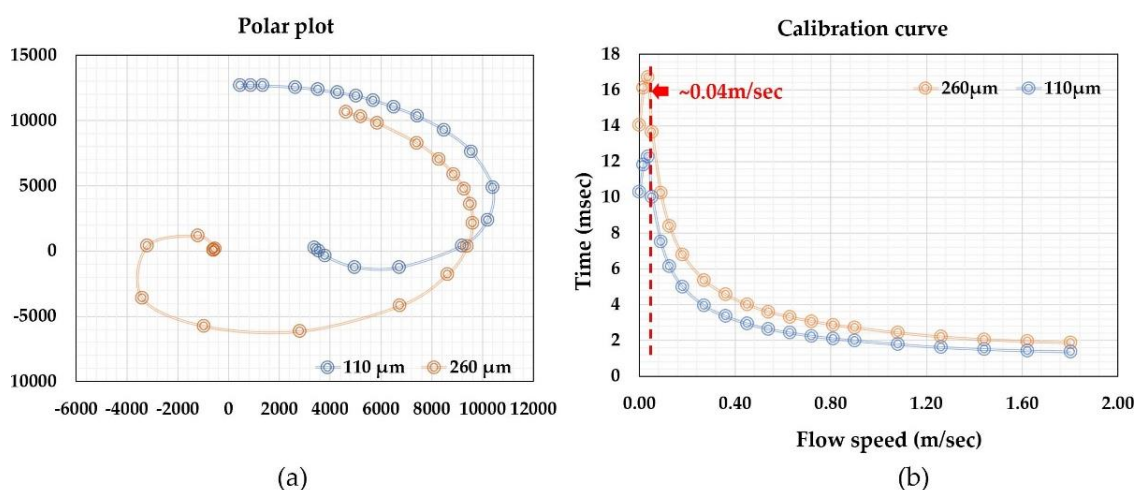 Polar plot
15000
10000
5000
0
-5000
10000
-6000 -4000 -2000 0 2000 4000 6000 8000 10000 12000
110 µm 260 µm
(a)
Calibration curve
18
16
14
12
10
8
6
4
2
0
Time (msec)
~0.04m/sec
260µm 110µm
0.00 0.40 0.80 1.20 1.60 2.00
Flow speed (m/sec)
(b)